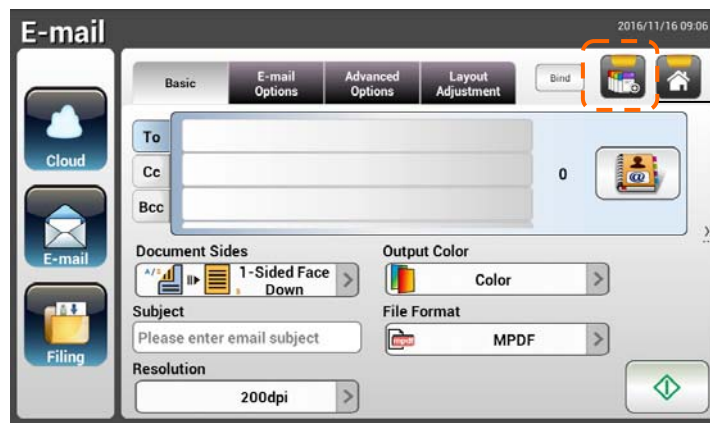 E-mail
2016/11/16 09:06
Basic
E-mail
Options
Advanced
Options
Layout
Adjustment
Bind
To
Cc
Bcc
0
@
Cloud
E-mail
Filing
Document Sides
1-Sided Face
Down
Output Color
Color
Subject
Please enter email subject
File Format
mpdf
MPDF
Resolution
200dpi